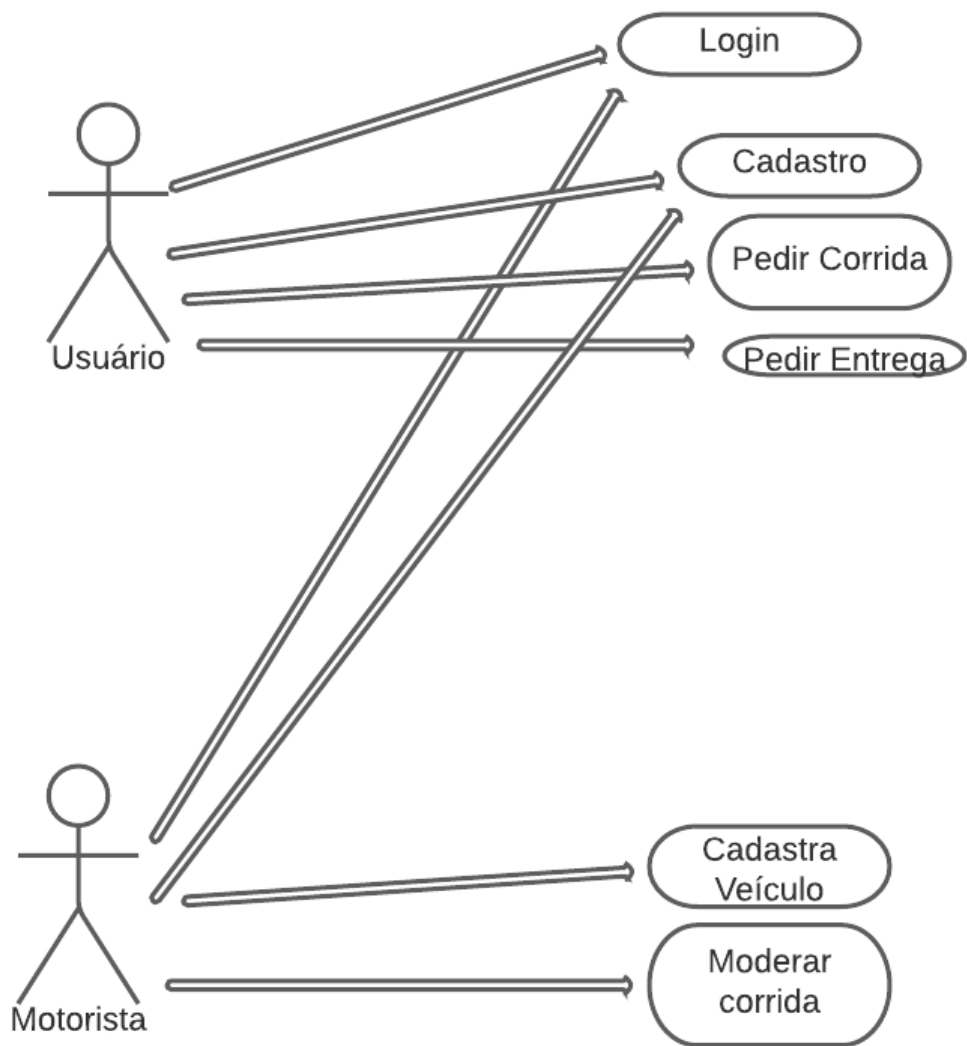 Login
Cadastro
Pedir Corrida
Usuário
Pedir Entrega
Cadastra
Veículo
Moderar
corrida
Motorista